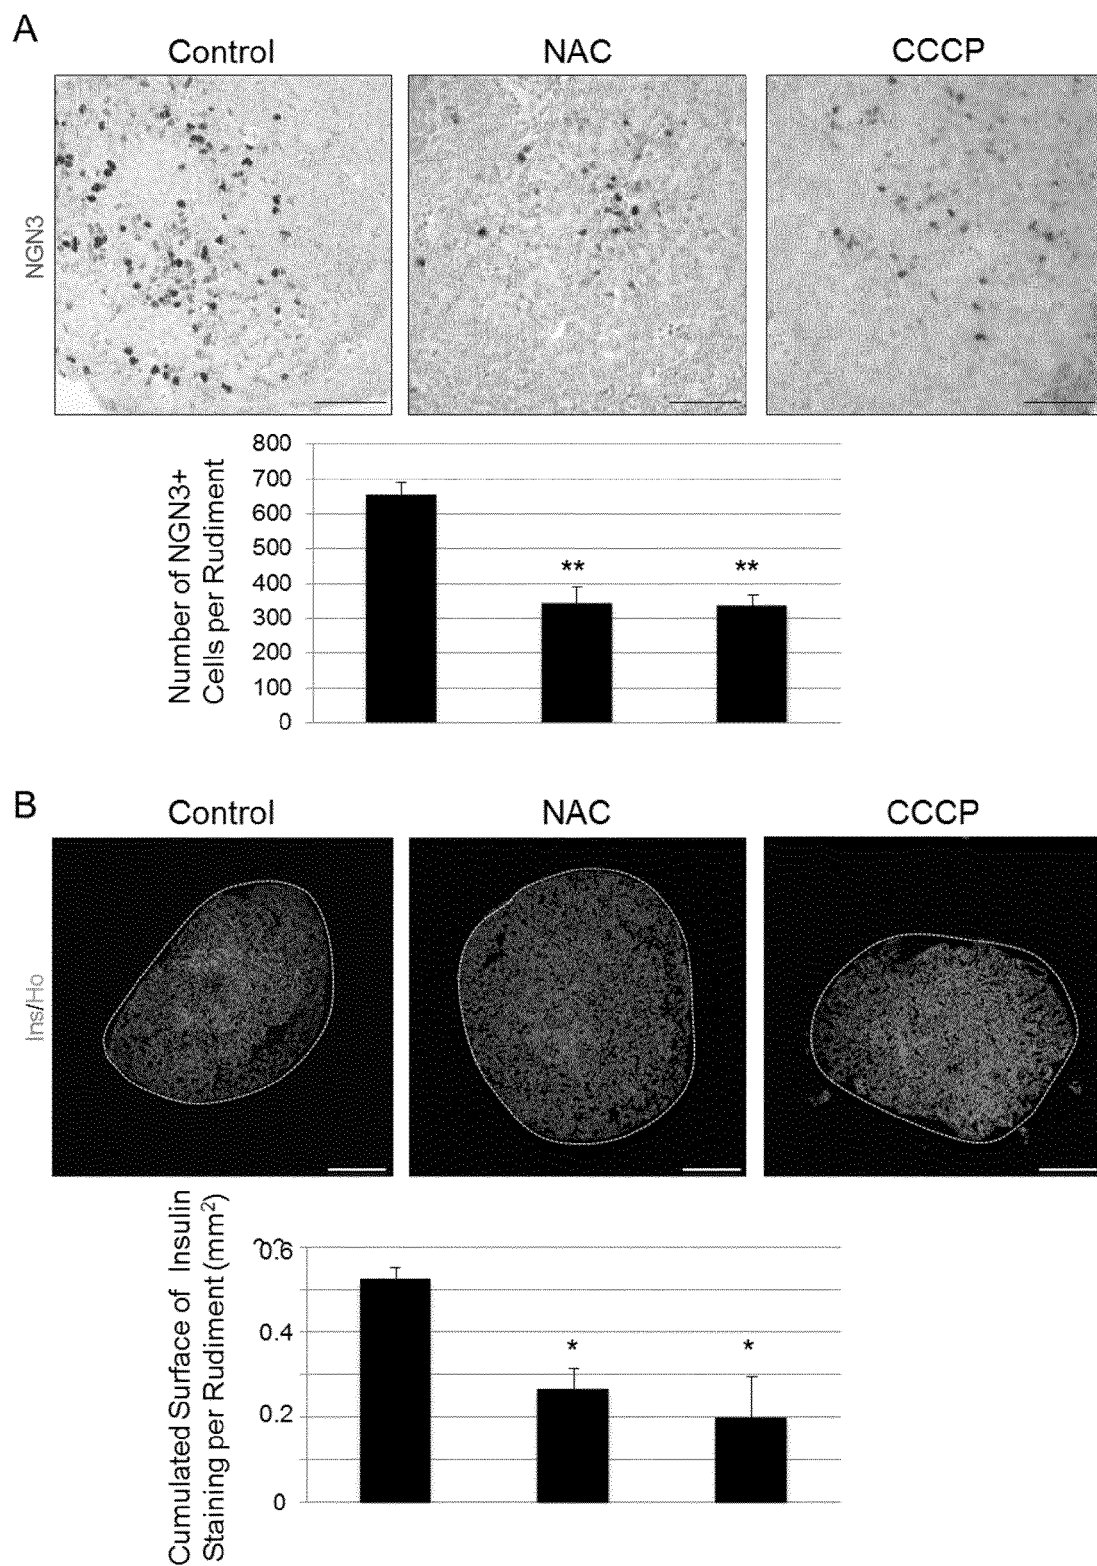 A
Control NAC CCCP
NGN3
Number of NGN3+
Cells per Rudiment
800
700
600
500
400
300
200
100
0
** **
B
Control NAC CCCP
Ins/Ho
Cumulated Surface of Insulin
Staining per Rudiment (mm²)
0.6
0.4
0.2
0
* *